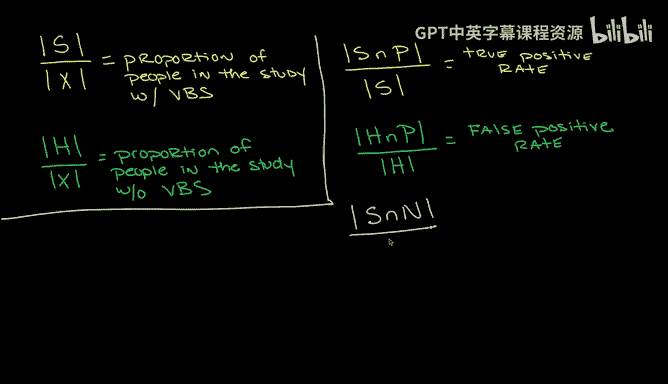 GPT中英字幕课程资源 bilibili
|S|
|X|
= PROPORTION OF
people in the study
w/ VBS
|H|
|X|
= PROPORTION OF
people in the study
w/o VBS
|S∩P|
|S|
= TRUE positive
RATE
|H∩P|
|H|
= FALSE positive
RATE
|S∩N|